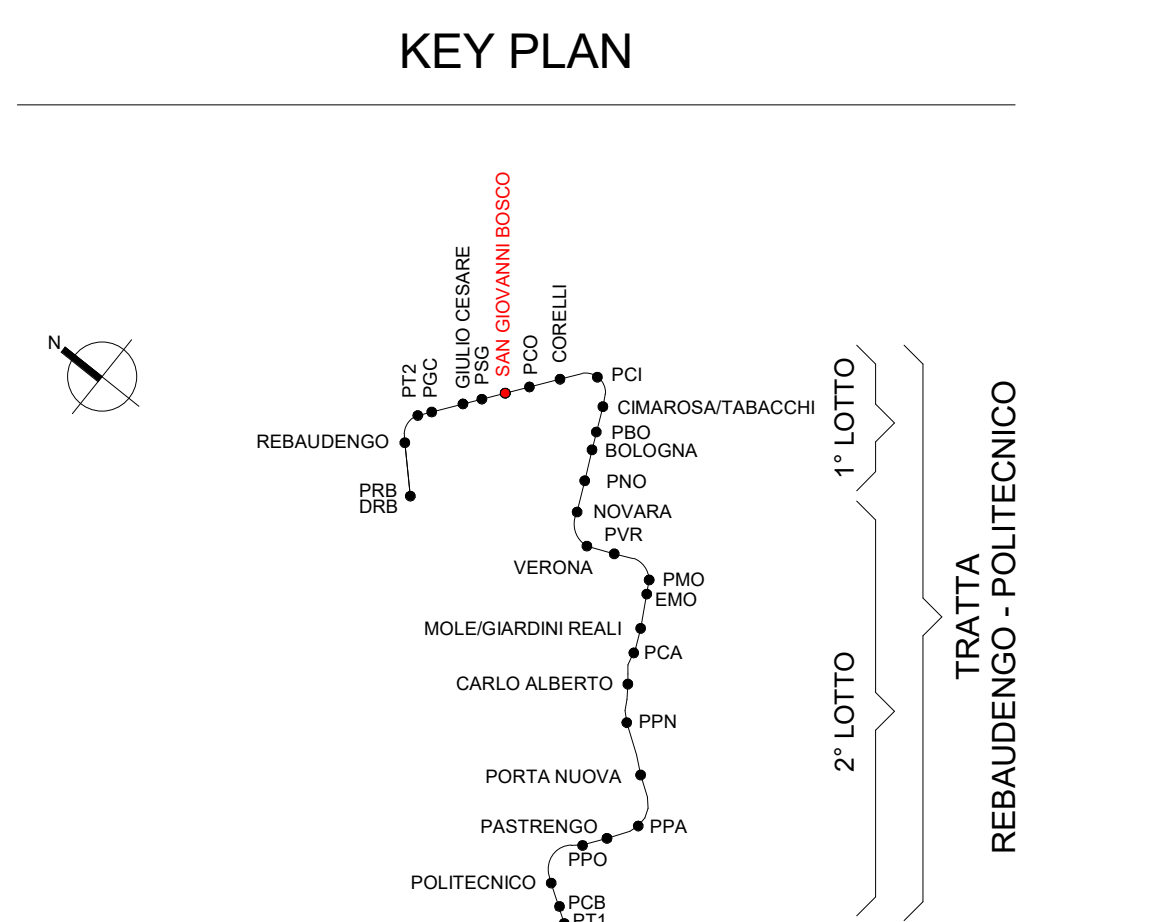 KEY PLAN
N
PT2
PGC
GIULIO CESARE
PSG
SAN GIOVANNI BOSCO
PCO
CORELLI
PCI
CIMAROSA/TABACCHI
REBAUDENGO
PBO
BOLOGNA
PNO
PRB
DRB
NOVARA
PVR
VERONA
PMO
EMO
MOLE/GIARDINI REALI
PCA
CARLO ALBERTO
PPN
PORTA NUOVA
PASTRENGO
PPA
PPO
POLITECNICO
PCB
PT1
1° LOTTO
2° LOTTO
TRATTA
REBAUDENGO - POLITECNICO